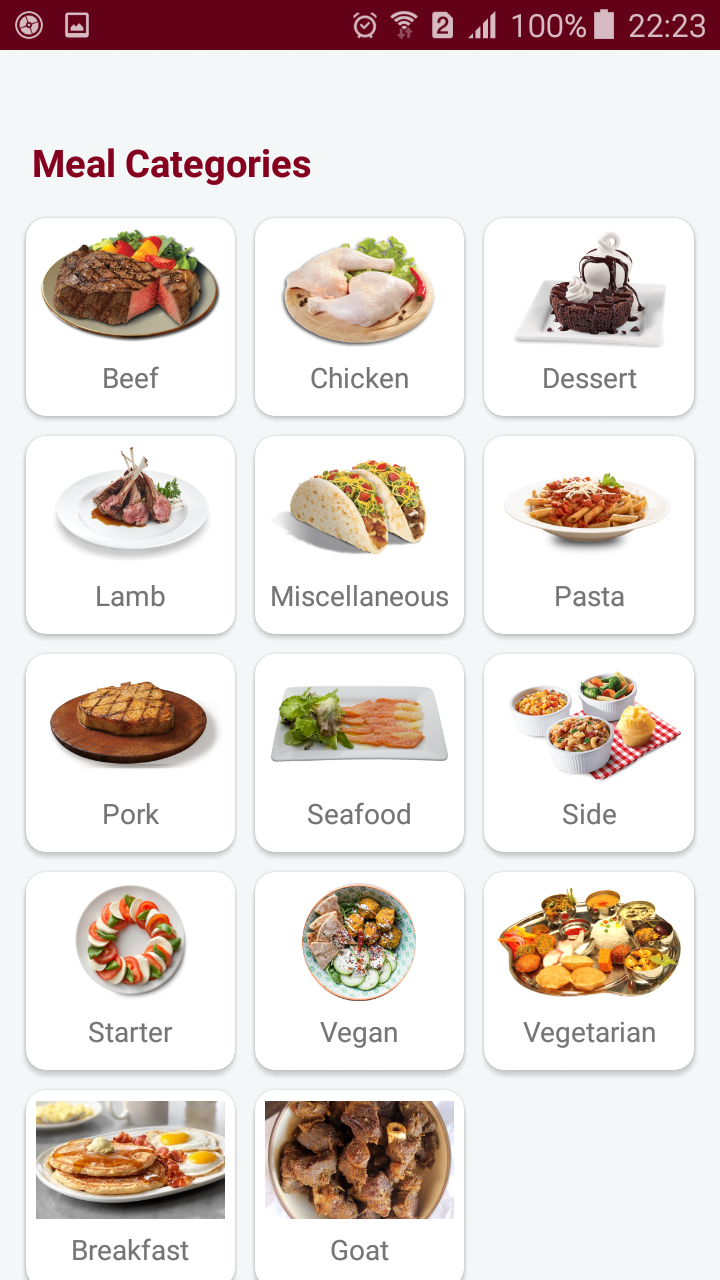 2 100% 22:23
Meal Categories
Beef Chicken Dessert
Lamb Miscellaneous Pasta
Pork Seafood Side
Starter Vegan Vegetarian
Breakfast Goat